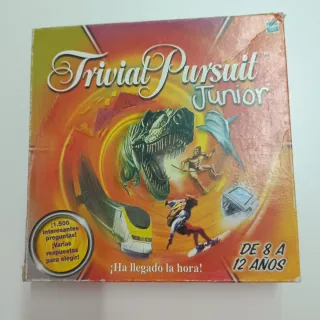 Trivial Pursuit
Junior
¡1.500
interesantes
preguntas!
¡Varias
respuestas
para elegir!
¡Ha llegado la hora!
DE 8 A
12 AÑOS